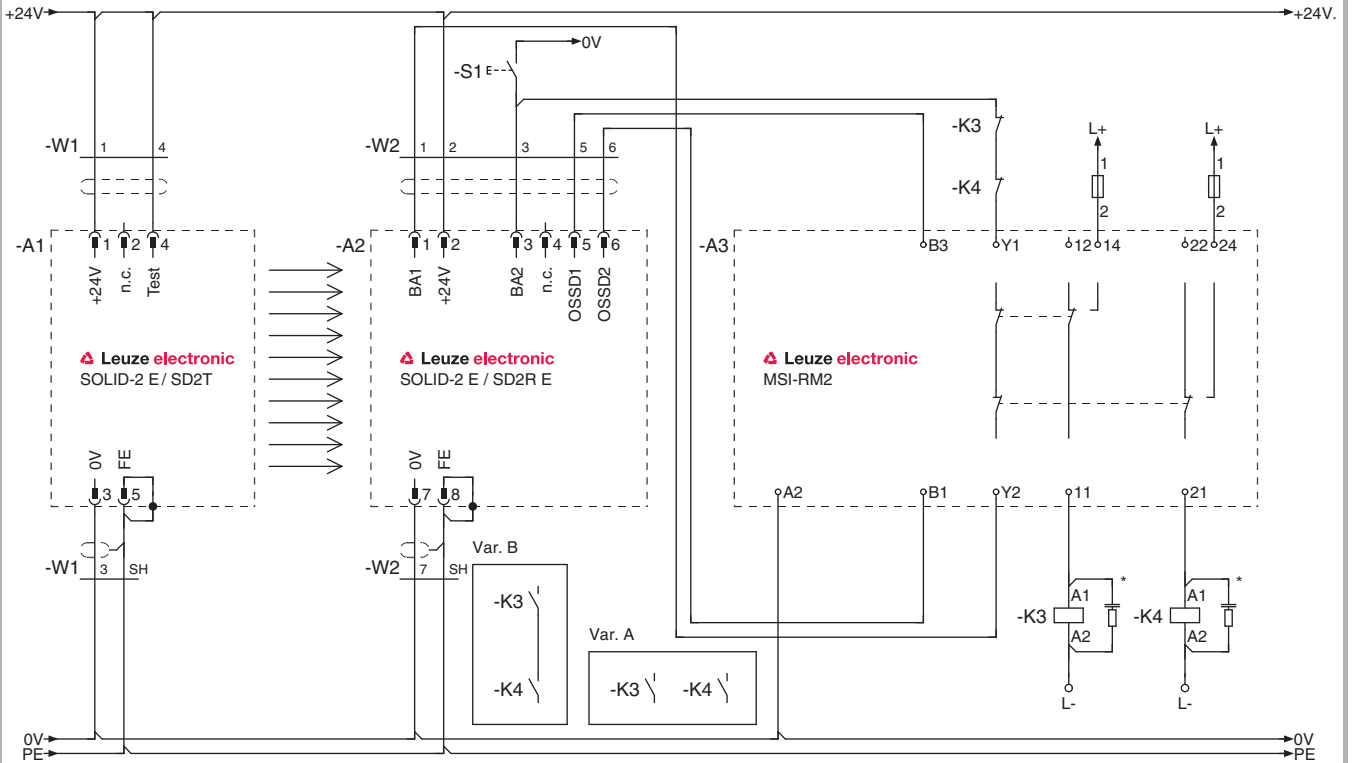 +24V
+24V.
0V
-S1
-W1 1 4
-W2 1 2 3 5 6
-K3
-K4
L+
L+
1
1
2
2
-A1
1 2 4
+24V
n.c.
Test
-A2
1 2 3 4 5 6
BA1
+24V
BA2
n.c.
OSSD1
OSSD2
-A3
B3 Y1 12 14 22 24
Leuze electronic
SOLID-2 E / SD2T
Leuze electronic
SOLID-2 E / SD2R E
Leuze electronic
MSI-RM2
0V
FE
3 5
0V
FE
7 8
A2 B1 Y2 11 21
-W1 3 SH
-W2 7 SH
Var. B
-K3
-K4
Var. A
-K3 -K4
-K3 A1 *
A2
L-
-K4 A1 *
A2
L-
0V
PE
0V
PE